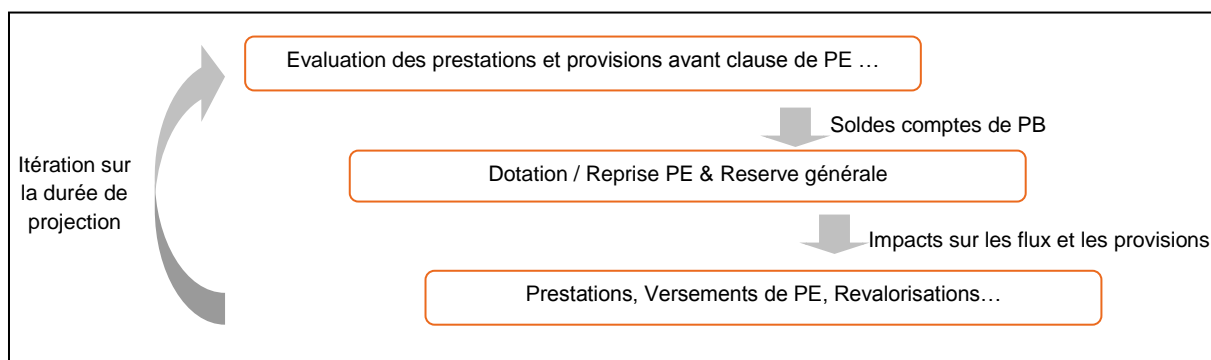 Evaluation des prestations et provisions avant clause de PE …
Soldes comptes de PB
Itération sur
la durée de
projection
Dotation / Reprise PE & Reserve générale
Impacts sur les flux et les provisions
Prestations, Versements de PE, Revalorisations…